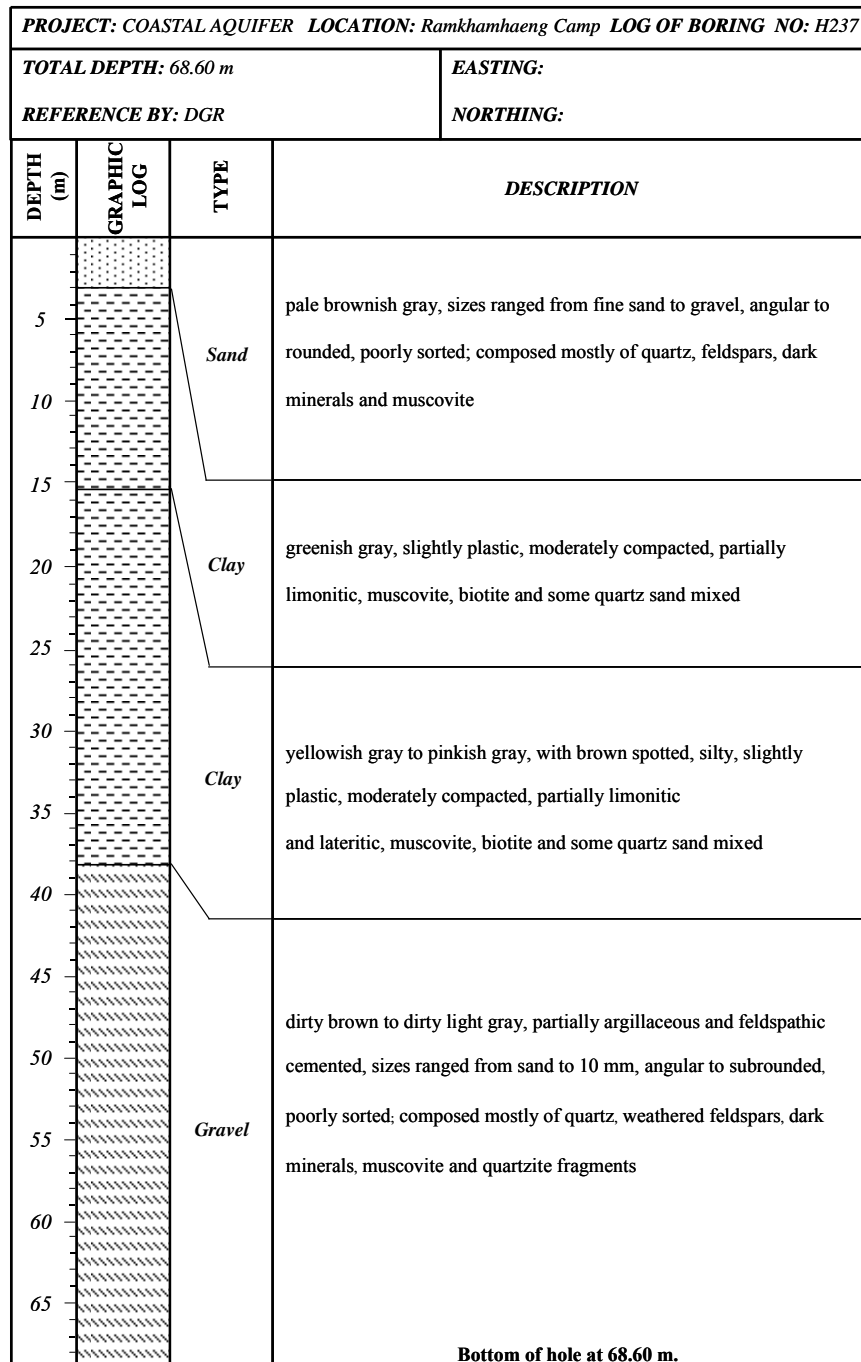 PROJECT: COASTAL AQUIFER LOCATION: Ramkhamhaeng Camp LOG OF BORING NO: H237
TOTAL DEPTH: 68.60 m
REFERENCE BY: DGR
EASTING:
NORTHING:
DEPTH
(m)
GRAPHIC
LOG
TYPE
DESCRIPTION
5
10
15
20
25
30
35
40
45
50
55
60
65
Sand
pale brownish gray, sizes ranged from fine sand to gravel, angular to
rounded, poorly sorted; composed mostly of quartz, feldspars, dark
minerals and muscovite
Clay
greenish gray, slightly plastic, moderately compacted, partially
limonitic, muscovite, biotite and some quartz sand mixed
Clay
yellowish gray to pinkish gray, with brown spotted, silty, slightly
plastic, moderately compacted, partially limonitic
and lateritic, muscovite, biotite and some quartz sand mixed
Gravel
dirty brown to dirty light gray, partially argillaceous and feldspathic
cemented, sizes ranged from sand to 10 mm, angular to subrounded,
poorly sorted; composed mostly of quartz, weathered feldspars, dark
minerals, muscovite and quartzite fragments
Bottom of hole at 68.60 m.